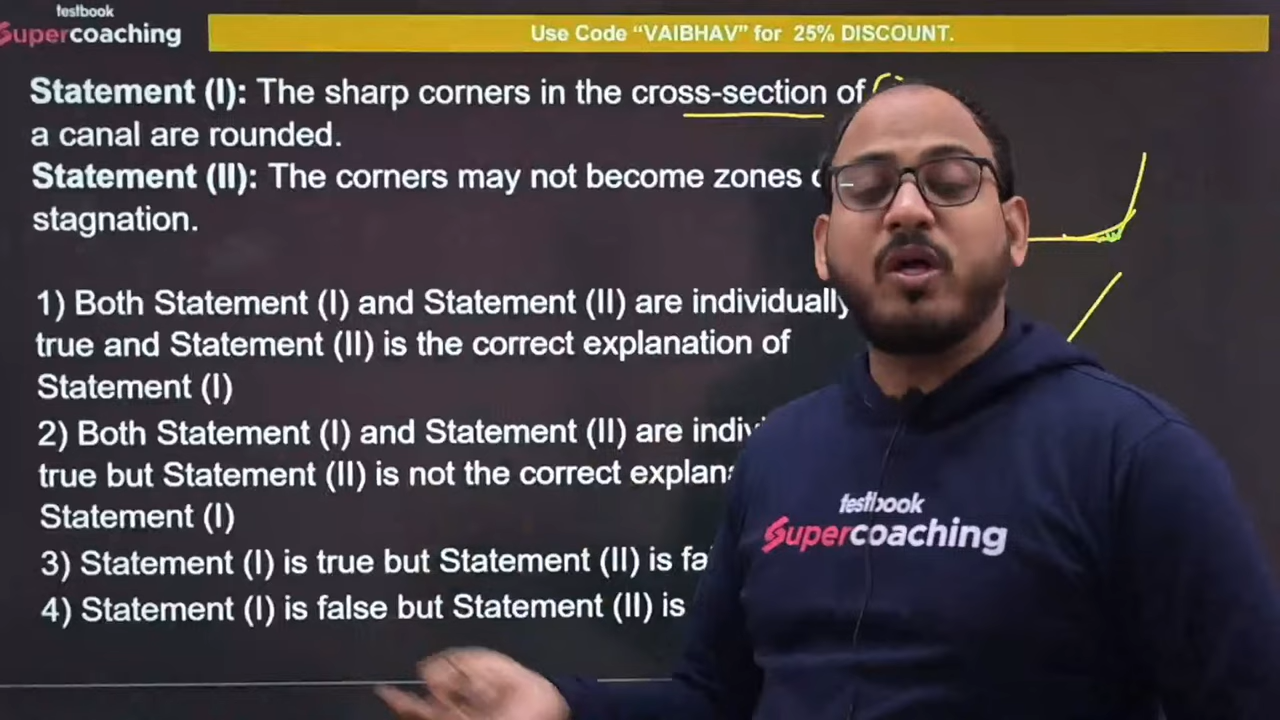 testbook
Supercoaching
Use Code “VAIBHAV” for 25% DISCOUNT.
Statement (I): The sharp corners in the cross-section of
a canal are rounded.
Statement (II): The corners may not become zones
stagnation.
1) Both Statement (I) and Statement (II) are individually
true and Statement (II) is the correct explanation of
Statement (I)
2) Both Statement (I) and Statement (II) are
true but Statement (II) is not the correct
Statement (I)
3) Statement (I) is true but Statement (II) is
4) Statement (I) is false but Statement (II) is
testbook
Supercoaching